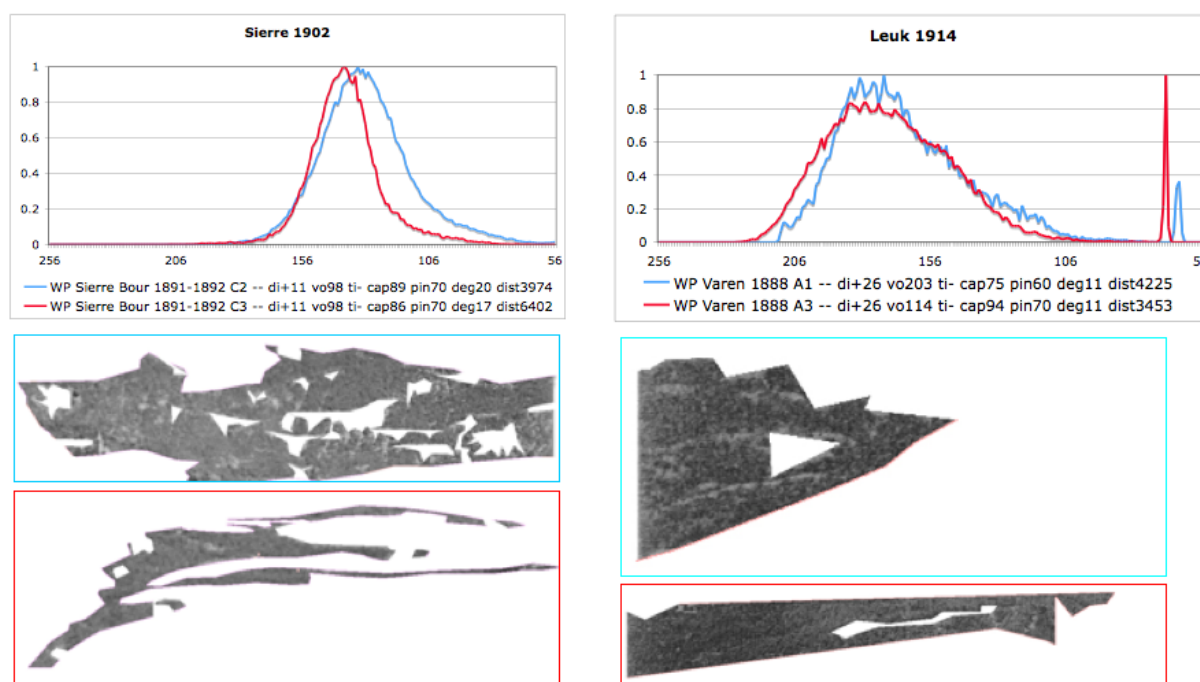 Sierre 1902
1
0.8
0.6
0.4
0.2
0
256 206 156 106 56
WP Sierre Bour 1891-1892 C2 -- di+11 vo98 ti- cap89 pin70 deg20 dist3974
WP Sierre Bour 1891-1892 C3 -- di+11 vo98 ti- cap86 pin70 deg17 dist6402
Leuk 1914
1
0.8
0.6
0.4
0.2
0
256 206 156 106
WP Varen 1888 A1 -- di+26 vo203 ti- cap75 pin60 deg11 dist4225
WP Varen 1888 A3 -- di+26 vo114 ti- cap94 pin70 deg11 dist3453